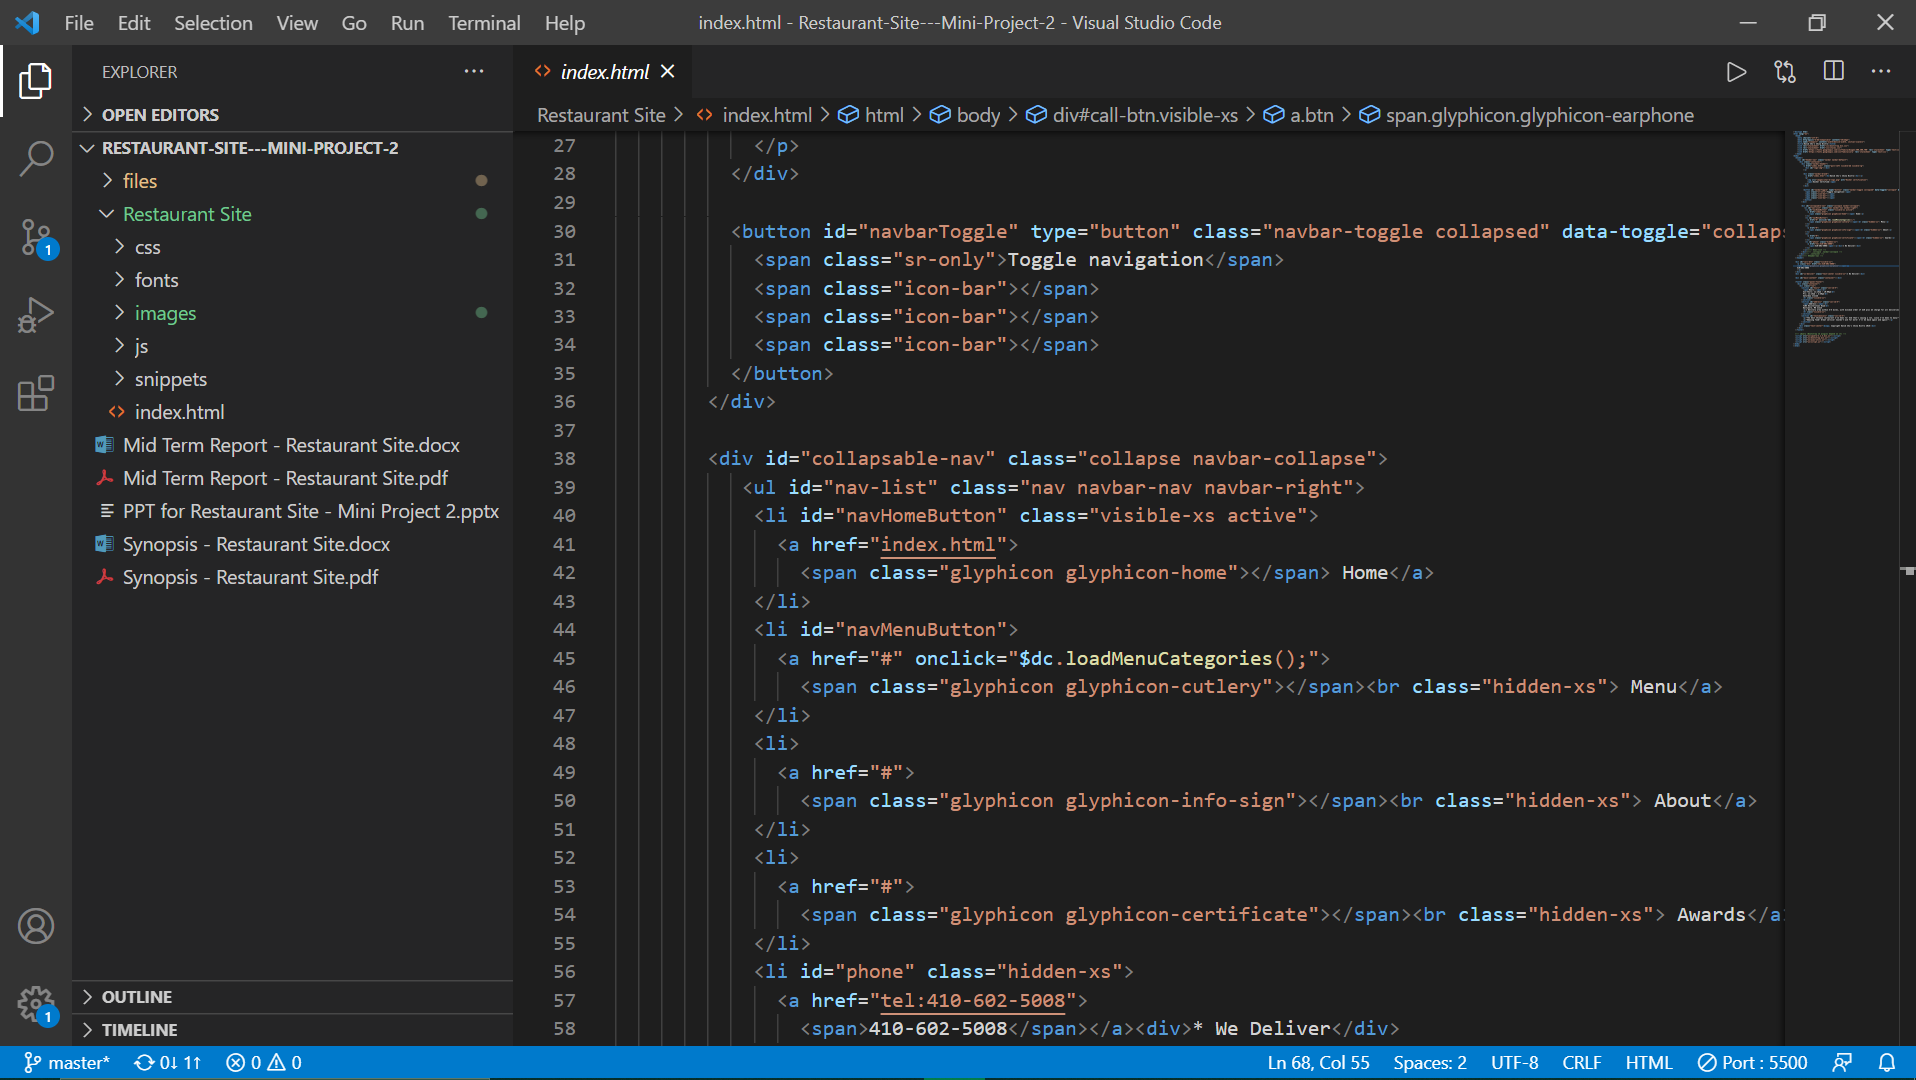 File Edit Selection View Go Run Terminal Help index.html - Restaurant-Site---Mini-Project-2 - Visual Studio Code
EXPLORER
OPEN EDITORS
RESTAURANT-SITE---MINI-PROJECT-2
files
Restaurant Site
css
fonts
images
js
snippets
index.html
Mid Term Report - Restaurant Site.docx
Mid Term Report - Restaurant Site.pdf
PPT for Restaurant Site - Mini Project 2.pptx
Synopsis - Restaurant Site.docx
Synopsis - Restaurant Site.pdf
OUTLINE
TIMELINE
1
1
index.html
Restaurant Site > index.html > html > body > div#call-btn.visible-xs > a.btn > span.glyphicon.glyphicon-earphone
27 </p>
28 </div>
29
30 <button id="navbarToggle" type="button" class="navbar-toggle collapsed" data-toggle="collaps
31 <span class="sr-only">Toggle navigation</span>
32 <span class="icon-bar"></span>
33 <span class="icon-bar"></span>
34 <span class="icon-bar"></span>
35 </button>
36 </div>
37
38 <div id="collapsable-nav" class="collapse navbar-collapse">
39 <ul id="nav-list" class="nav navbar-nav navbar-right">
40 <li id="navHomeButton" class="visible-xs active">
41 <a href="index.html">
42 <span class="glyphicon glyphicon-home"></span> Home</a>
43 </li>
44 <li id="navMenuButton">
45 <a href="#" onclick="$dc.loadMenuCategories();">
46 <span class="glyphicon glyphicon-cutlery"></span><br class="hidden-xs"> Menu</a>
47 </li>
48 <li>
49 <a href="#">
50 <span class="glyphicon glyphicon-info-sign"></span><br class="hidden-xs"> About</a>
51 </li>
52 <li>
53 <a href="#">
54 <span class="glyphicon glyphicon-certificate"></span><br class="hidden-xs"> Awards</a
55 </li>
56 <li id="phone" class="hidden-xs">
57 <a href="tel:410-602-5008">
58 <span>410-602-5008</span></a><div>* We Deliver</div>
master* 0↓ 1↑ 0 0 Ln 68, Col 55 Spaces: 2 UTF-8 CRLF HTML Port : 5500